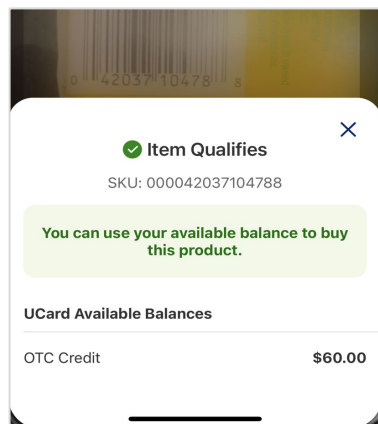 0 42037 10478 8
Item Qualifies
SKU: 000042037104788
You can use your available balance to buy
this product.
UCard Available Balances
OTC Credit $60.00